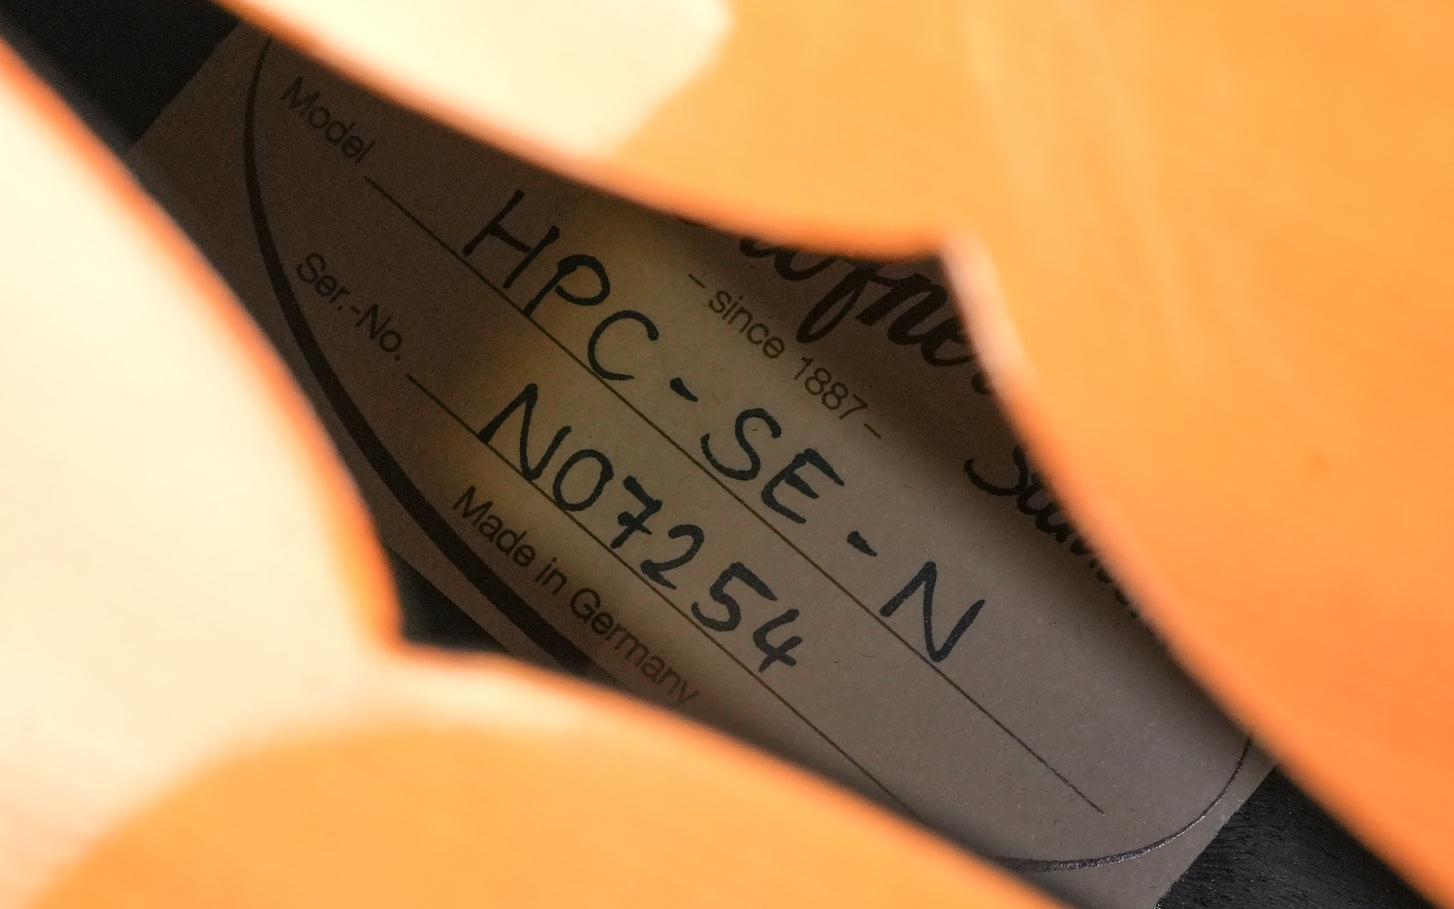 – since 1887 –
Model HPC-SE-N
Ser.-No. N07254
Made in Germany